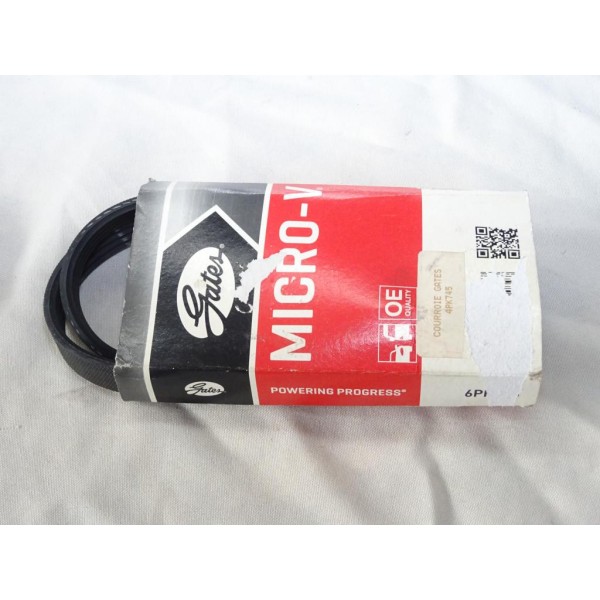 Gates®
MICRO-V
OE
QUALITY
COURROIE GATES
4PK745
Gates
POWERING PROGRESS®
6P